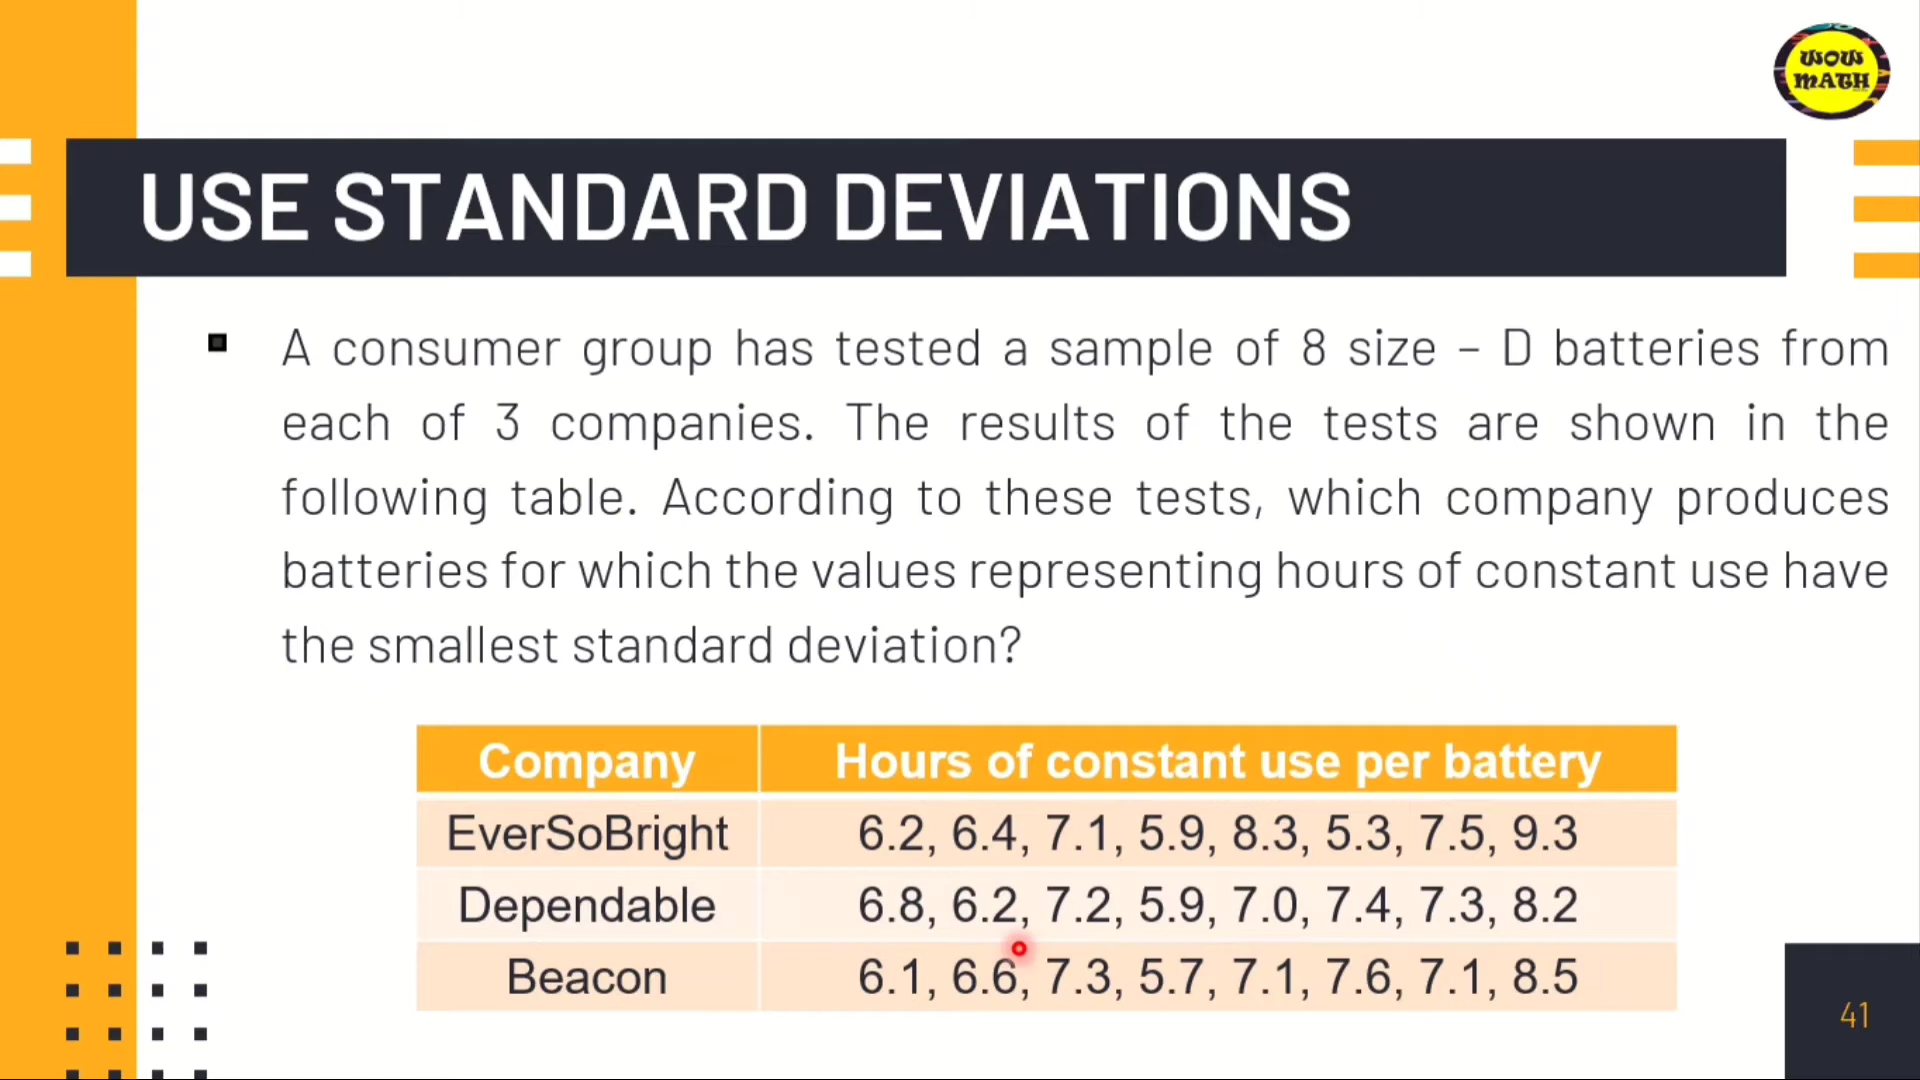 WOW
MATH
USE STANDARD DEVIATIONS
A consumer group has tested a sample of 8 size – D batteries from
each of 3 companies. The results of the tests are shown in the
following table. According to these tests, which company produces
batteries for which the values representing hours of constant use have
the smallest standard deviation?
Company Hours of constant use per battery
EverSoBright 6.2, 6.4, 7.1, 5.9, 8.3, 5.3, 7.5, 9.3
Dependable 6.8, 6.2, 7.2, 5.9, 7.0, 7.4, 7.3, 8.2
Beacon 6.1, 6.6, 7.3, 5.7, 7.1, 7.6, 7.1, 8.5
41